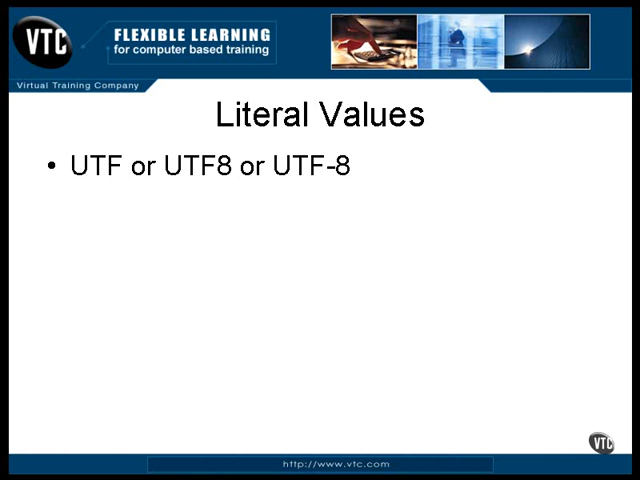 VTC
FLEXIBLE LEARNING
for computer based training
Virtual Training Company
Literal Values
• UTF or UTF8 or UTF-8
VTC
http://www.vtc.com